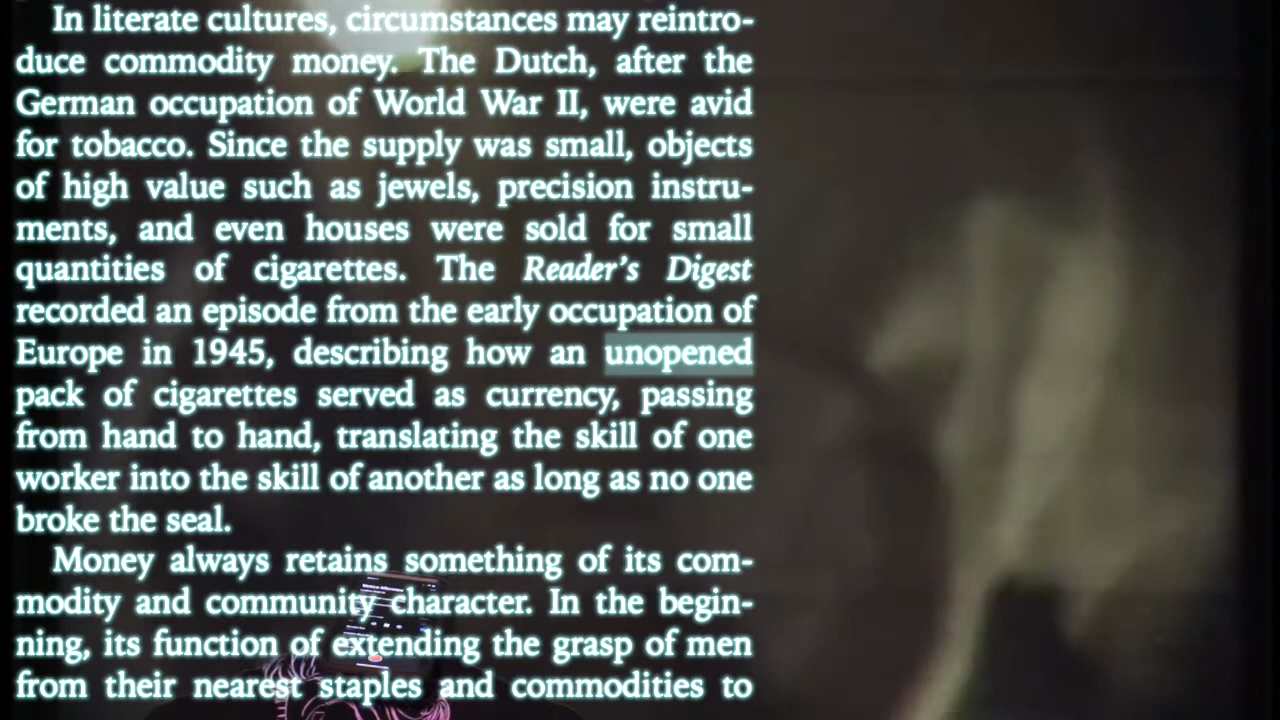 In literate cultures, circumstances may reintro-
duce commodity money. The Dutch, after the
German occupation of World War II, were avid
for tobacco. Since the supply was small, objects
of high value such as jewels, precision instru-
ments, and even houses were sold for small
quantities of cigarettes. The Reader's Digest
recorded an episode from the early occupation of
Europe in 1945, describing how an unopened
pack of cigarettes served as currency, passing
from hand to hand, translating the skill of one
worker into the skill of another as long as no one
broke the seal.
Money always retains something of its com-
modity and community character. In the begin-
ning, its function of extending the grasp of men
from their nearest staples and commodities to